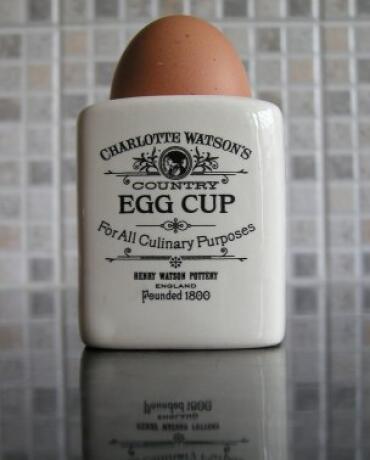 CHARLOTTE WATSON'S
COUNTRY
EGG CUP
For All Culinary Purposes
HENRY WATSON POTTERY
ENGLAND
Founded 1800